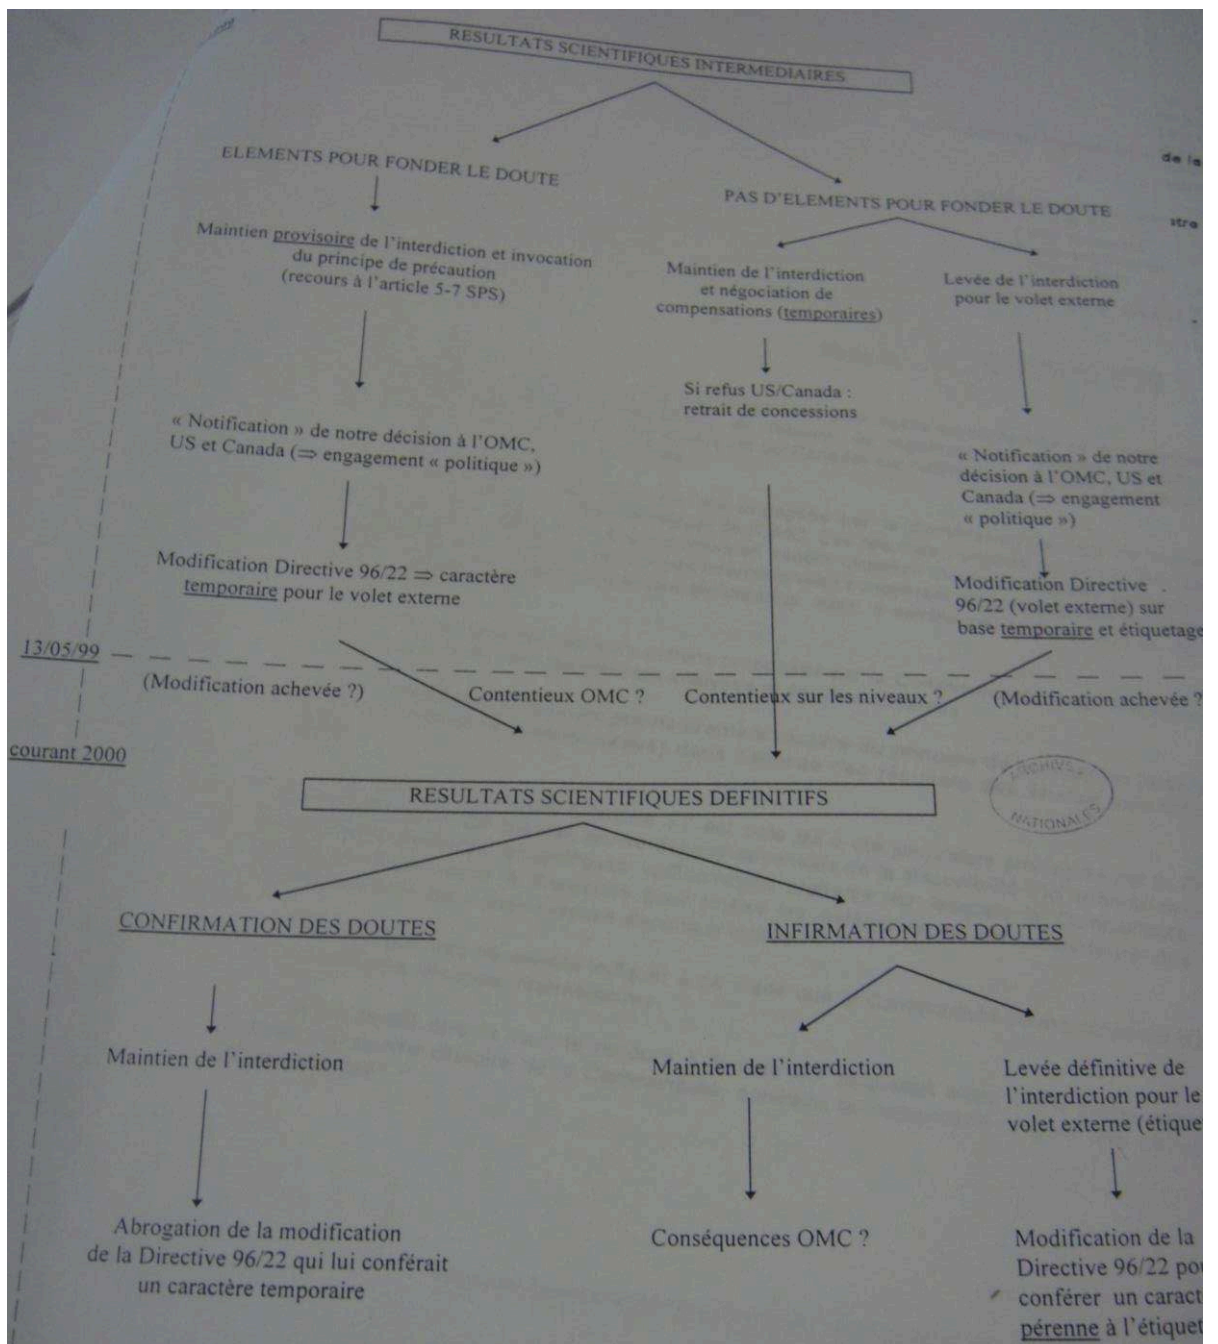 RESULTATS SCIENTIFIQUES INTERMEDIAIRES
ELEMENTS POUR FONDER LE DOUTE
Maintien provisoire de l'interdiction et invocation
du principe de précaution
(recours à l'article 5-7 SPS)
« Notification » de notre décision à l'OMC,
US et Canada (⇒ engagement « politique »)
Modification Directive 96/22 ⇒ caractère
temporaire pour le volet externe
PAS D'ELEMENTS POUR FONDER LE DOUTE
Maintien de l'interdiction
et négociation de
compensations (temporaires)
Si refus US/Canada :
retrait de concessions
Levée de l'interdiction
pour le volet externe
« Notification » de notre
décision à l'OMC, US et
Canada (⇒ engagement
« politique »)
Modification Directive
96/22 (volet externe) sur
base temporaire et étiquetage
de la
13/05/99
(Modification achevée ?)
Contentieux OMC ?
Contentieux sur les niveaux ?
(Modification achevée ?
courant 2000
RESULTATS SCIENTIFIQUES DEFINITIFS
ARCHIVES
NATIONALES
CONFIRMATION DES DOUTES
Maintien de l'interdiction
Abrogation de la modification
de la Directive 96/22 qui lui conférait
un caractère temporaire
INFIRMATION DES DOUTES
Maintien de l'interdiction
Conséquences OMC ?
Levée définitive de
l'interdiction pour le
volet externe (étique
Modification de la
Directive 96/22 pou
conférer un caract
pérenne à l'étiquet